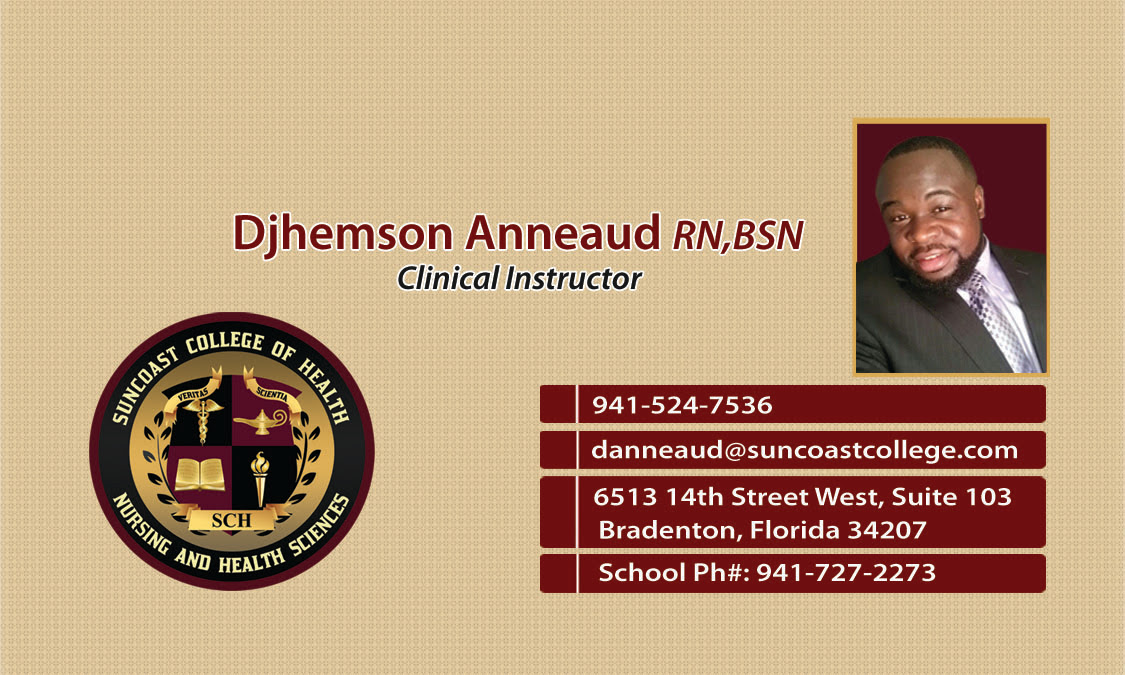 Djhemson Anneaud RN,BSN
Clinical Instructor
SUNCOAST COLLEGE OF HEALTH
VERITAS SCIENTIA
SCH
NURSING AND HEALTH SCIENCES
941-524-7536
danneaud@suncoastcollege.com
6513 14th Street West, Suite 103
Bradenton, Florida 34207
School Ph#: 941-727-2273